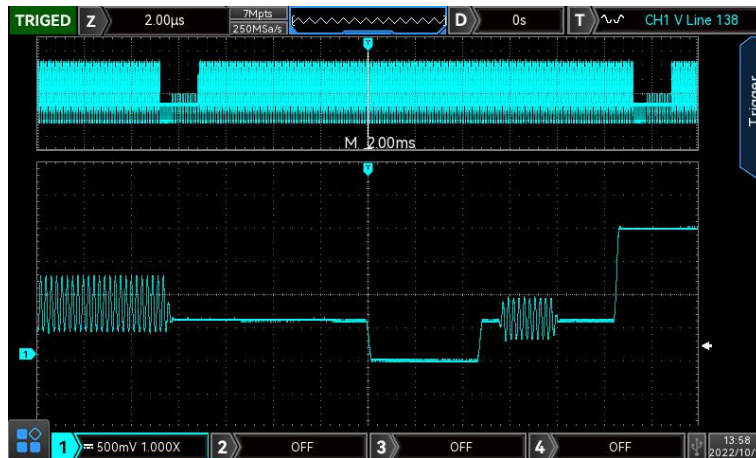 TRIGED Z 2.00µs 7Mpts 250MSa/s D 0s T CH1 V Line 138
T
Trigger
M 2.00ms
T
1
1 500mV 1.000X 2 OFF 3 OFF 4 OFF 13:58
2022/10